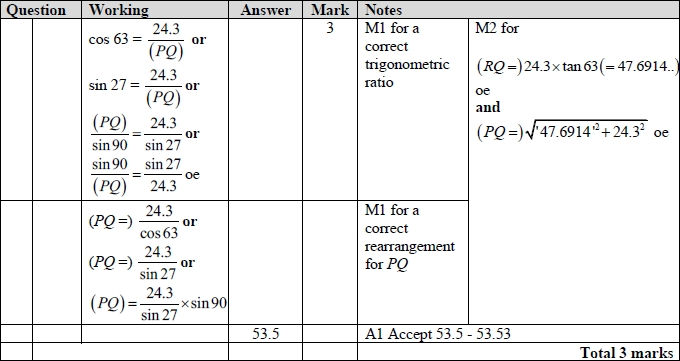 Question Working Answer Mark Notes
cos 63 = 24.3/(PQ) or
sin 27 = 24.3/(PQ) or
(PQ)/sin 90 = 24.3/sin 27 or
sin 90/(PQ) = sin 27/24.3 oe
3
M1 for a
correct
trigonometric
ratio
M2 for
(RQ =)24.3×tan 63(= 47.6914..)
oe
and
(PQ =)√('47.6914'²+24.3²) oe
(PQ =) 24.3/cos 63 or
(PQ =) 24.3/sin 27 or
(PQ) = 24.3/sin 27 ×sin 90
M1 for a
correct
rearrangement
for PQ
53.5 A1 Accept 53.5 - 53.53
Total 3 marks